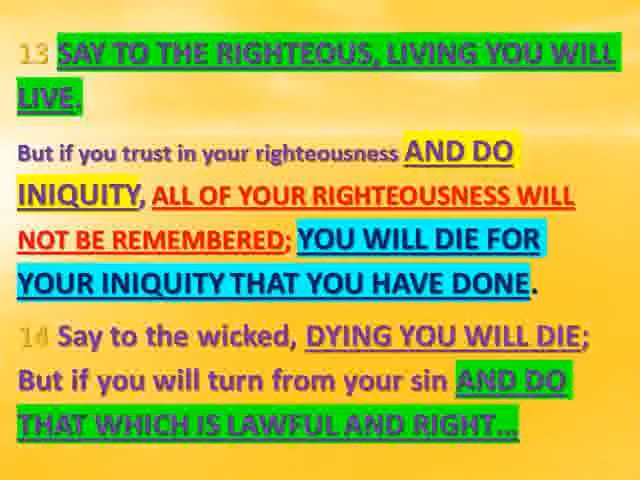 13 SAY TO THE RIGHTEOUS, LIVING YOU WILL
LIVE.
But if you trust in your righteousness AND DO
INIQUITY, ALL OF YOUR RIGHTEOUSNESS WILL
NOT BE REMEMBERED; YOU WILL DIE FOR
YOUR INIQUITY THAT YOU HAVE DONE.
14 Say to the wicked, DYING YOU WILL DIE;
But if you will turn from your sin AND DO
THAT WHICH IS LAWFUL AND RIGHT...